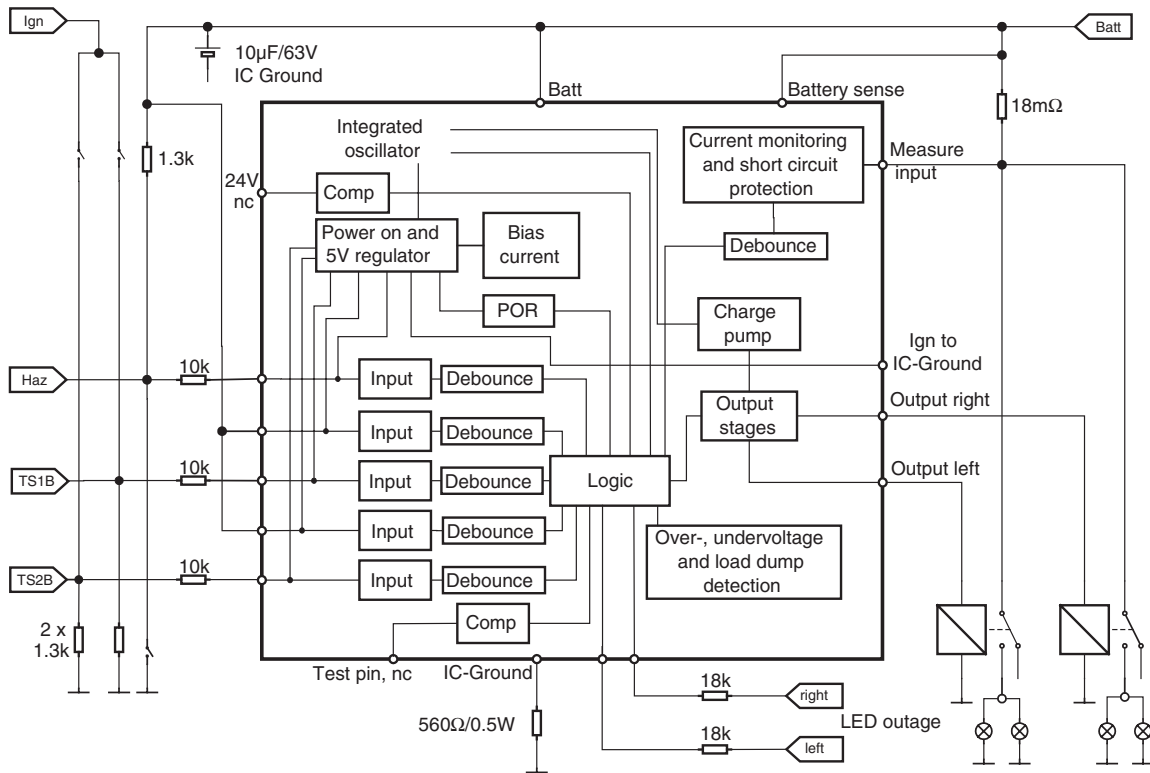 Ign
10µF/63V
IC Ground
Batt
Batt
Battery sense
18mΩ
1.3k
Integrated
oscillator
Current monitoring
and short circuit
protection
Measure
input
24V
nc
Comp
Power on and
5V regulator
Bias
current
Debounce
POR
Charge
pump
Ign to
IC-Ground
Haz
10k
Input
Debounce
Output
stages
Output right
Input
Debounce
TS1B
10k
Input
Debounce
Logic
Output left
Input
Debounce
Over-, undervoltage
and load dump
detection
TS2B
10k
Input
Debounce
2 x
1.3k
Comp
Test pin, nc
IC-Ground
560Ω/0.5W
18k
right
LED outage
18k
left